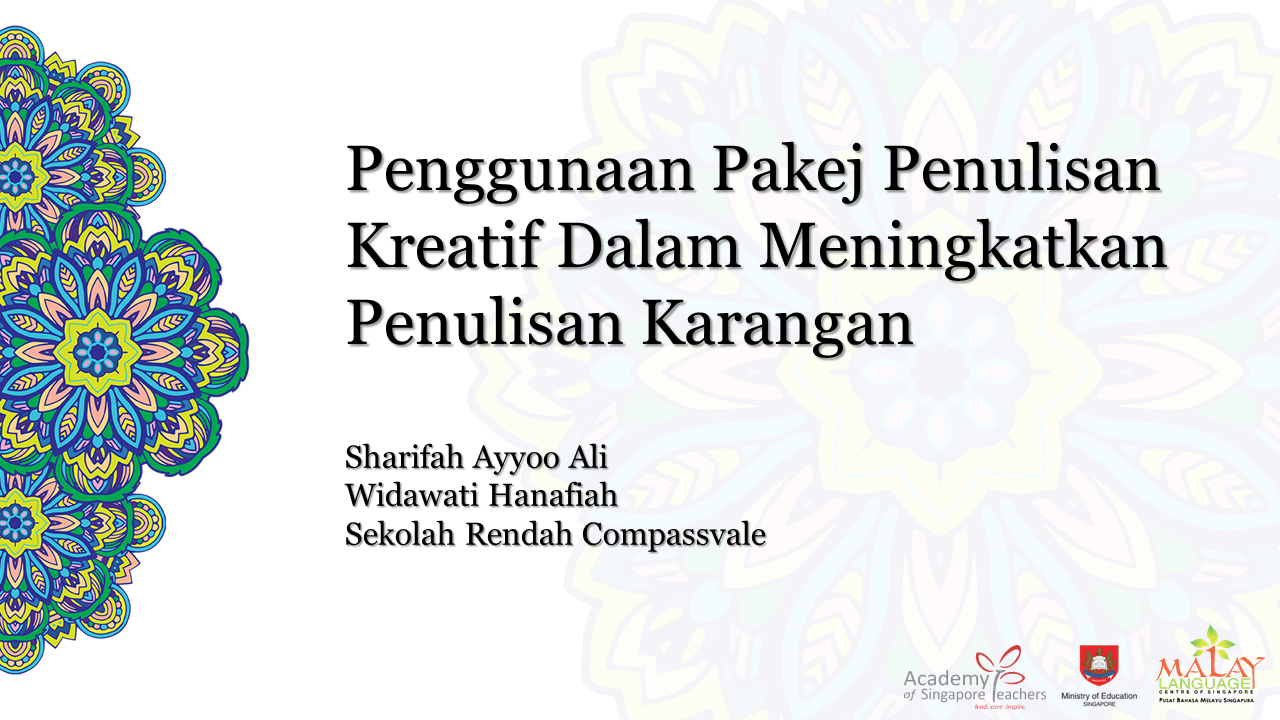 Penggunaan Pakej Penulisan
Kreatif Dalam Meningkatkan
Penulisan Karangan
Sharifah Ayyoo Ali
Widawati Hanafiah
Sekolah Rendah Compassvale
Academy
of Singapore Teachers
lead. care. inspire.
Ministry of Education
SINGAPORE
MALAY
LANGUAGE
CENTRE OF SINGAPORE
PUSAT BAHASA MELAYU SINGAPURA